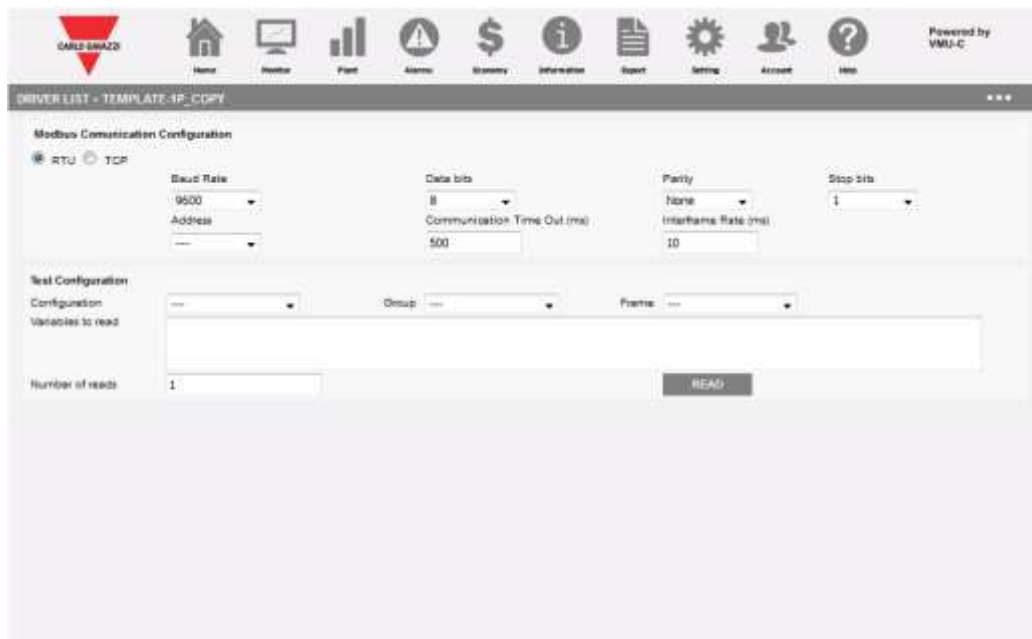 CARLO GAVAZZI
Home Monitor Plant Alarms Economy Information Export Setting Account Help
Powered by
VMU-C
DRIVER LIST - TEMPLATE-1P_COPY
Modbus Comunication Configuration
RTU TCP
Baud Rate Data bits Parity Stop bits
9600 8 None 1
Address Communication Time Out (ms) Interframe Rate (ms)
---- 500 10
Test Configuration
Configuration ---- Group ---- Frame ----
Variables to read
Number of reads 1 READ